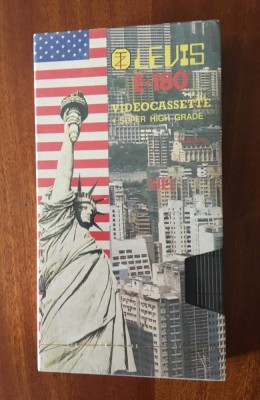 LEVIS
E-180
VIDEOCASSETTE
SUPER HIGH GRADE